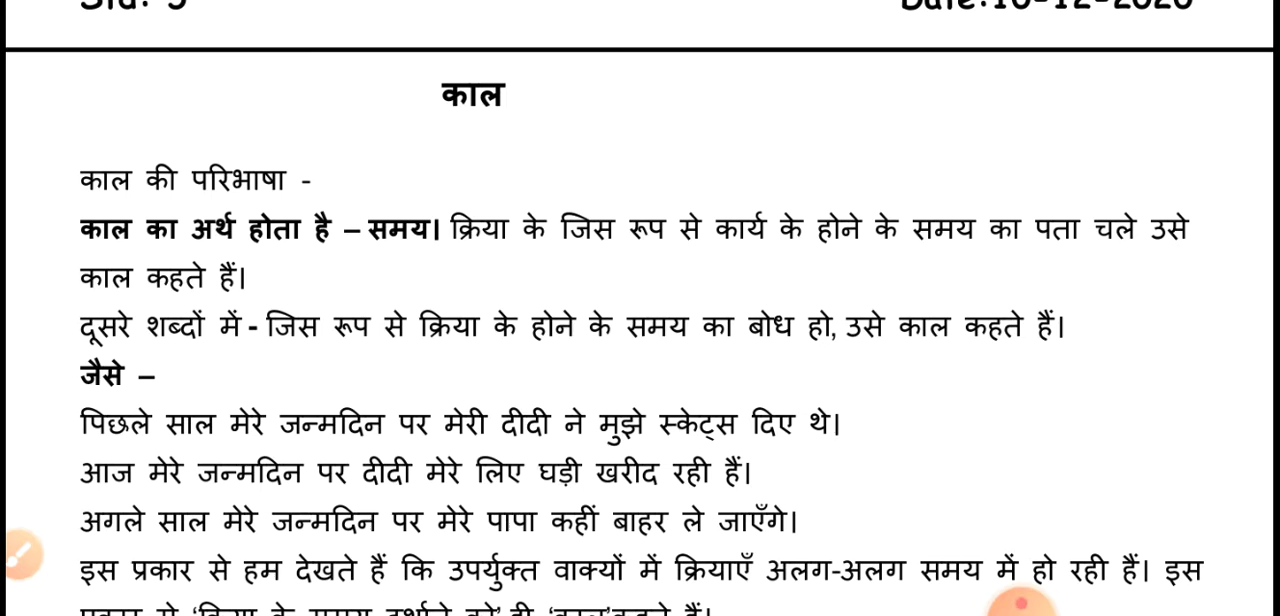 काल
काल की परिभाषा -
काल का अर्थ होता है – समय। क्रिया के जिस रूप से कार्य के होने के समय का पता चले उसे
काल कहते हैं।
दूसरे शब्दों में - जिस रूप से क्रिया के होने के समय का बोध हो, उसे काल कहते हैं।
जैसे –
पिछले साल मेरे जन्मदिन पर मेरी दीदी ने मुझे स्केट्स दिए थे।
आज मेरे जन्मदिन पर दीदी मेरे लिए घड़ी खरीद रही हैं।
अगले साल मेरे जन्मदिन पर मेरे पापा कहीं बाहर ले जाएँगे।
इस प्रकार से हम देखते हैं कि उपर्युक्त वाक्यों में क्रियाएँ अलग-अलग समय में हो रही हैं। इस